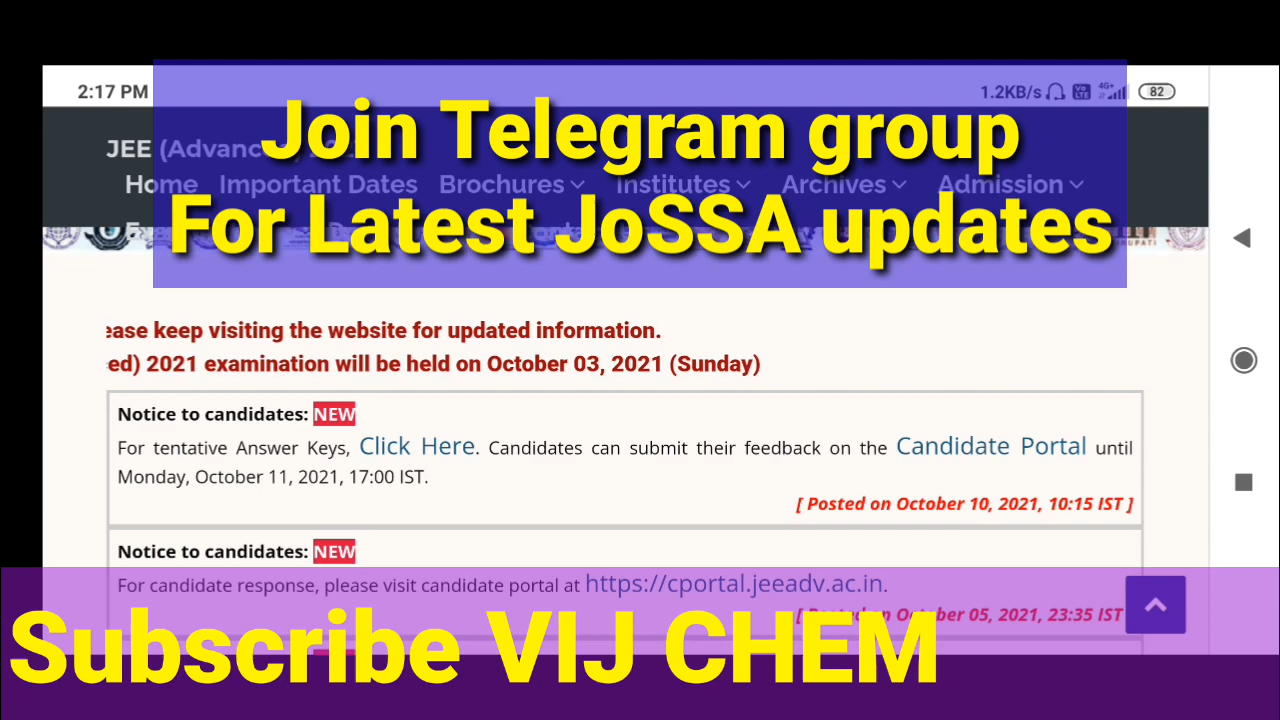 2:17 PM
1.2KB/s
4G+
82
Join Telegram group
For Latest JoSSA updates
JEE (Advanc
Home Important Dates Brochures Institutes Archives Admission
ease keep visiting the website for updated information.
ed) 2021 examination will be held on October 03, 2021 (Sunday)
Notice to candidates: NEW
For tentative Answer Keys, Click Here. Candidates can submit their feedback on the Candidate Portal until
Monday, October 11, 2021, 17:00 IST.
[ Posted on October 10, 2021, 10:15 IST ]
Notice to candidates: NEW
For candidate response, please visit candidate portal at https://cportal.jeeadv.ac.in.
[ Posted on October 05, 2021, 23:35 IST
Subscribe VIJ CHEM